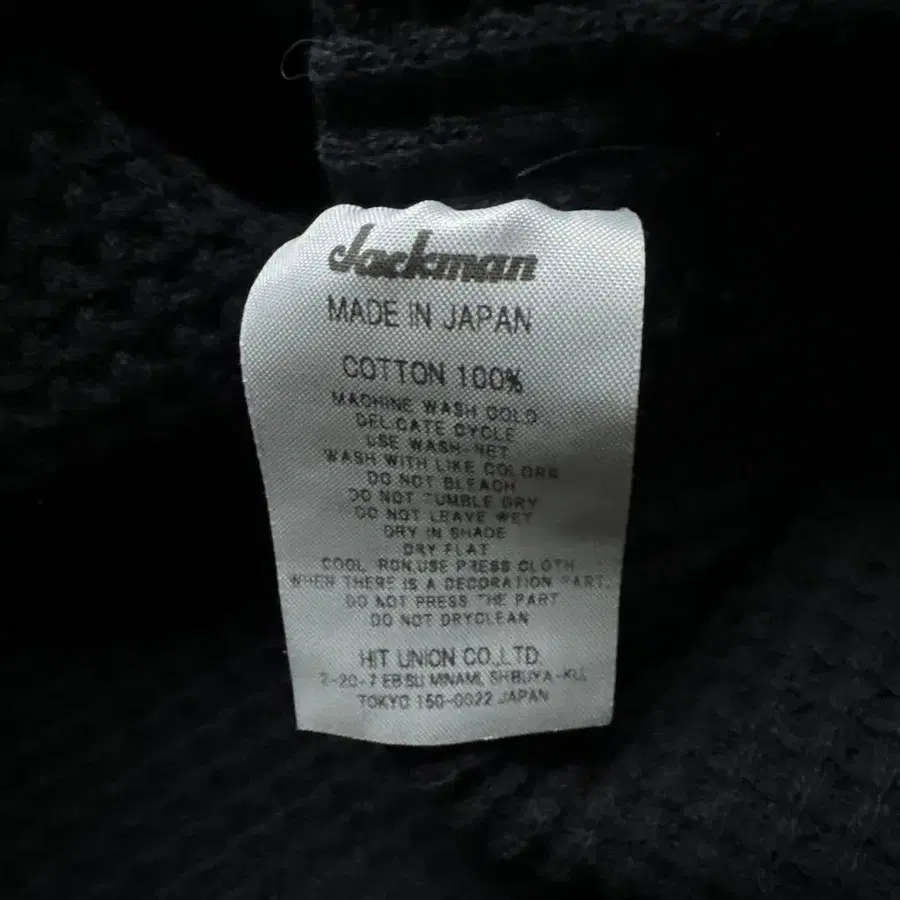 Jackman
MADE IN JAPAN
COTTON 100%
MACHINE WASH COLD
DELICATE CYCLE
USE WASH-NET
WASH WITH LIKE COLORS
DO NOT BLEACH
DO NOT TUMBLE DRY
DO NOT LEAVE WET
DRY IN SHADE
DRY FLAT
COOL IRON,USE PRESS CLOTH
WHEN THERE IS A DECORATION PART,
DO NOT PRESS THE PART
DO NOT DRYCLEAN
HIT UNION CO.,LTD.
2-20-7 EBISU MINAMI, SHIBUYA-KU,
TOKYO 150-0022 JAPAN